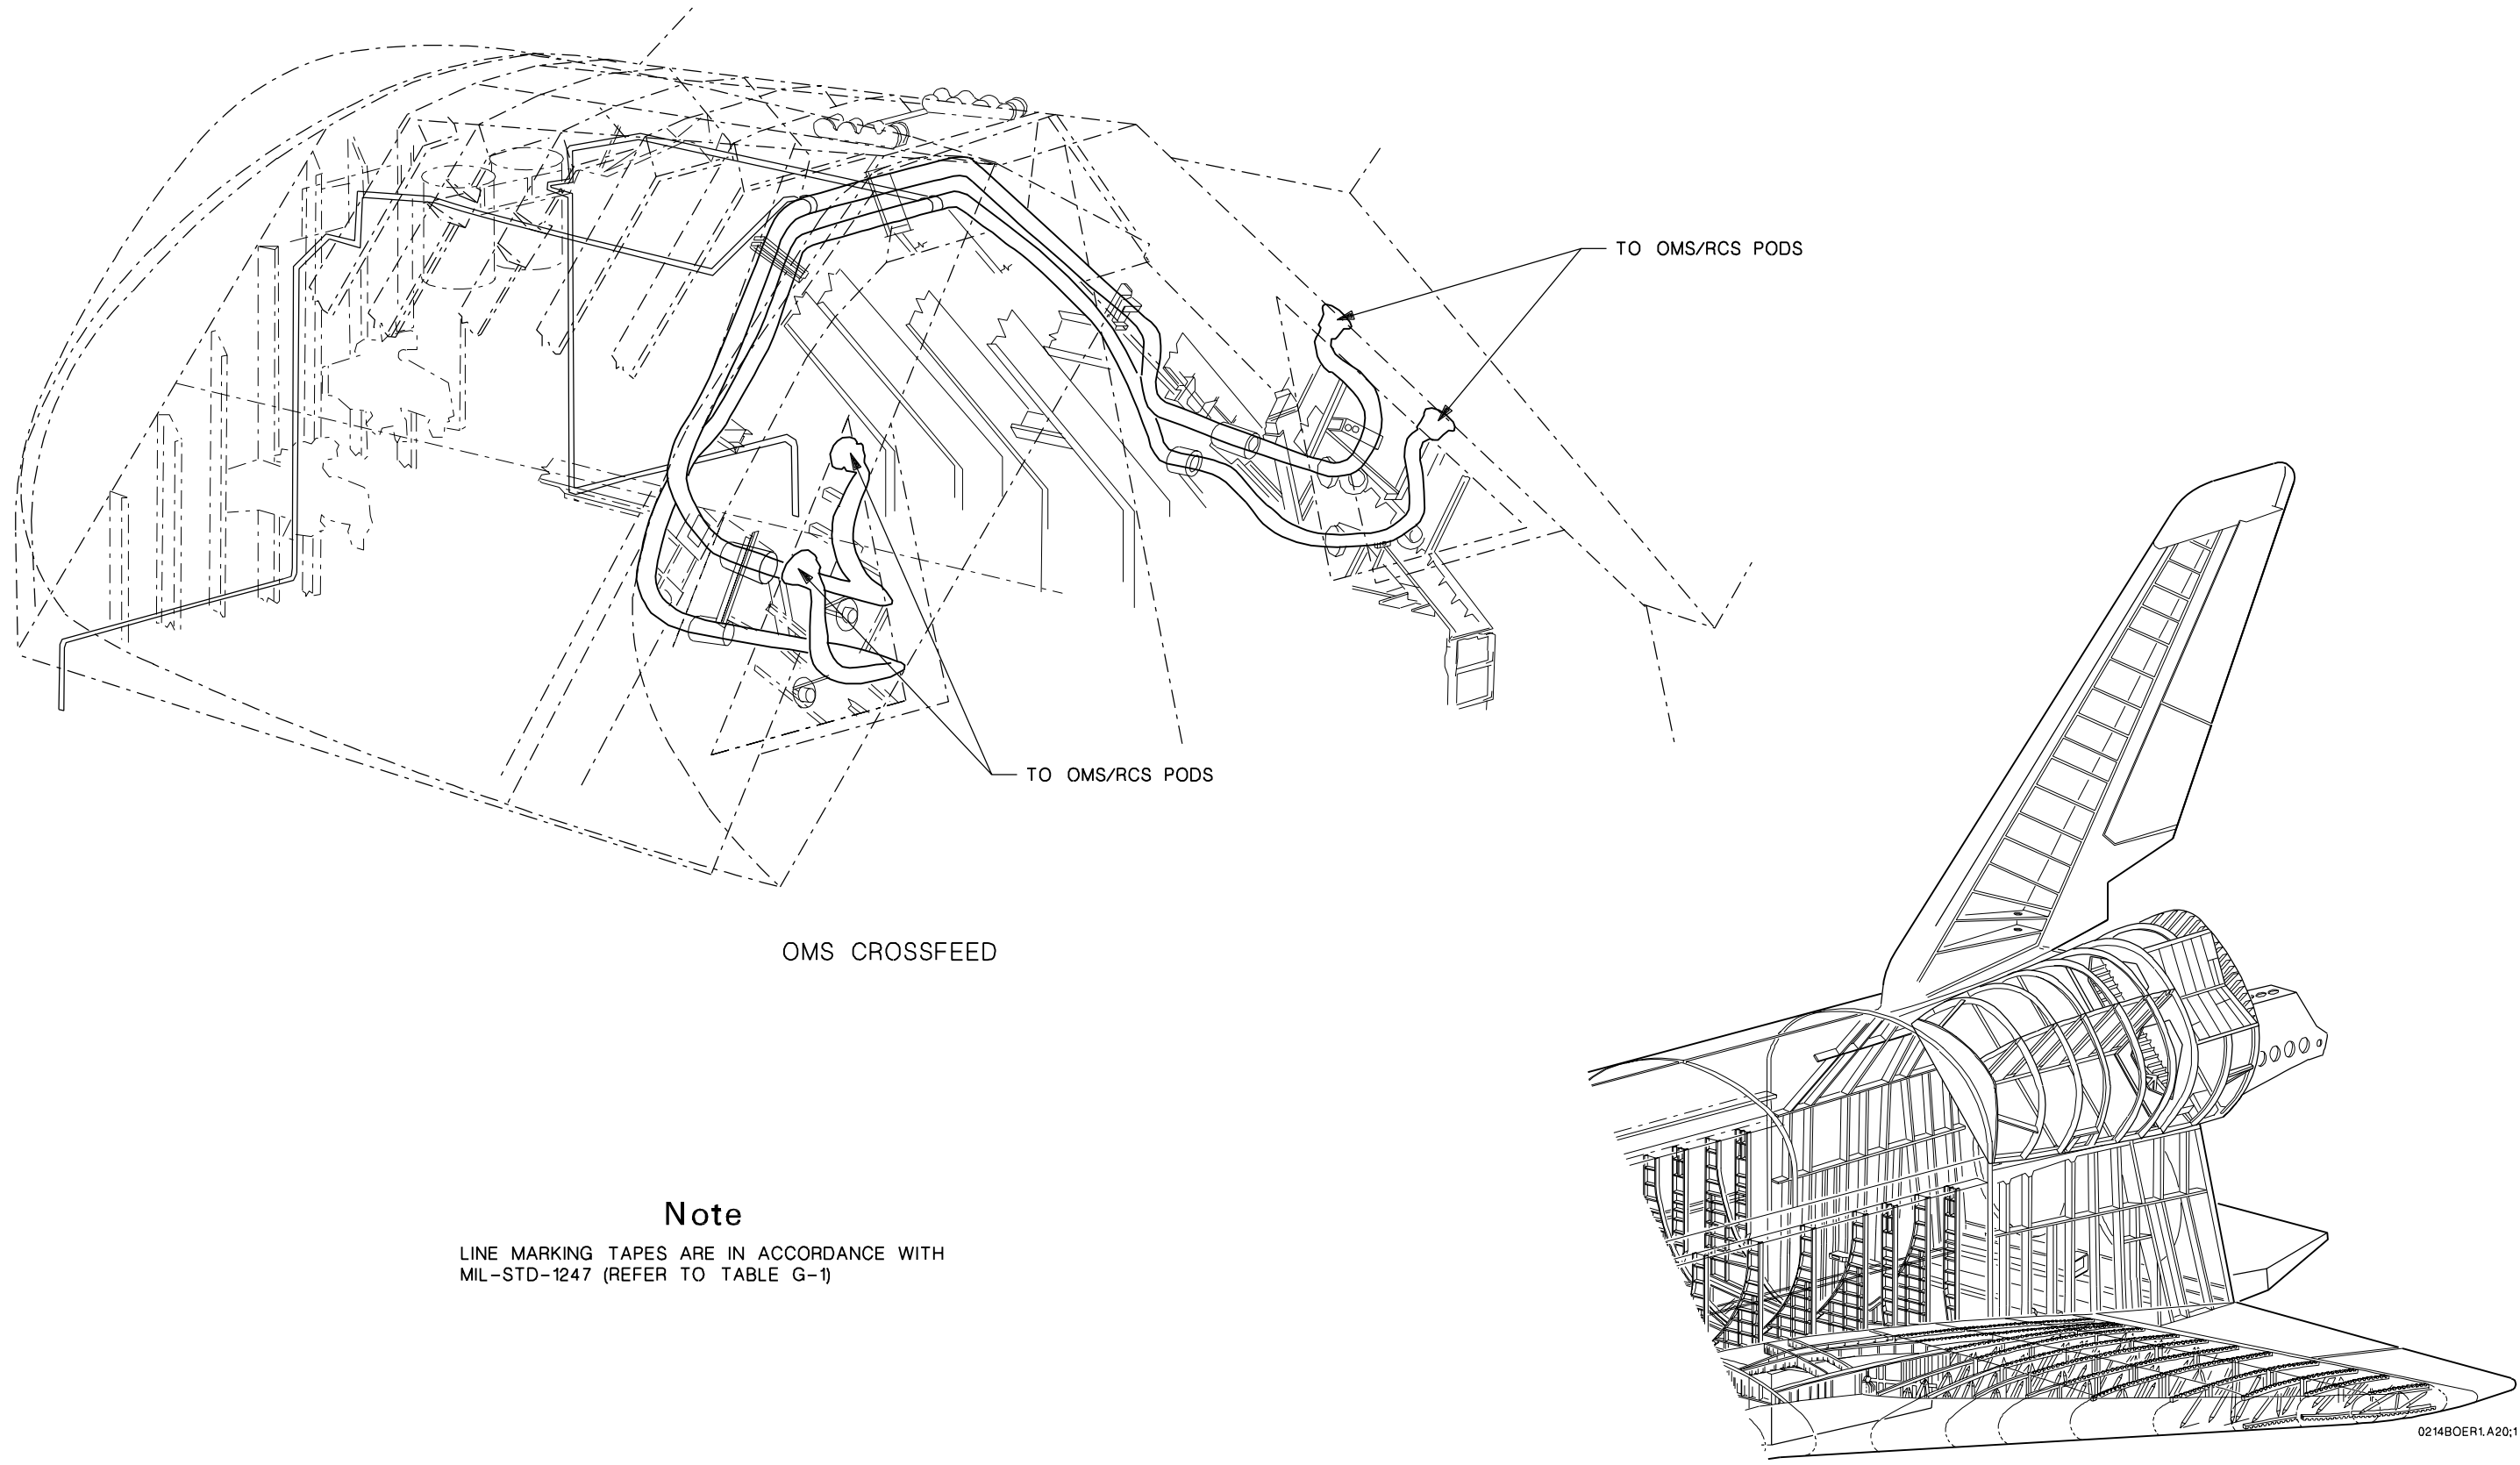 TO OMS/RCS PODS
TO OMS/RCS PODS
OMS CROSSFEED
Note
LINE MARKING TAPES ARE IN ACCORDANCE WITH
MIL-STD-1247 (REFER TO TABLE G-1)
0214BOER1.A20;1